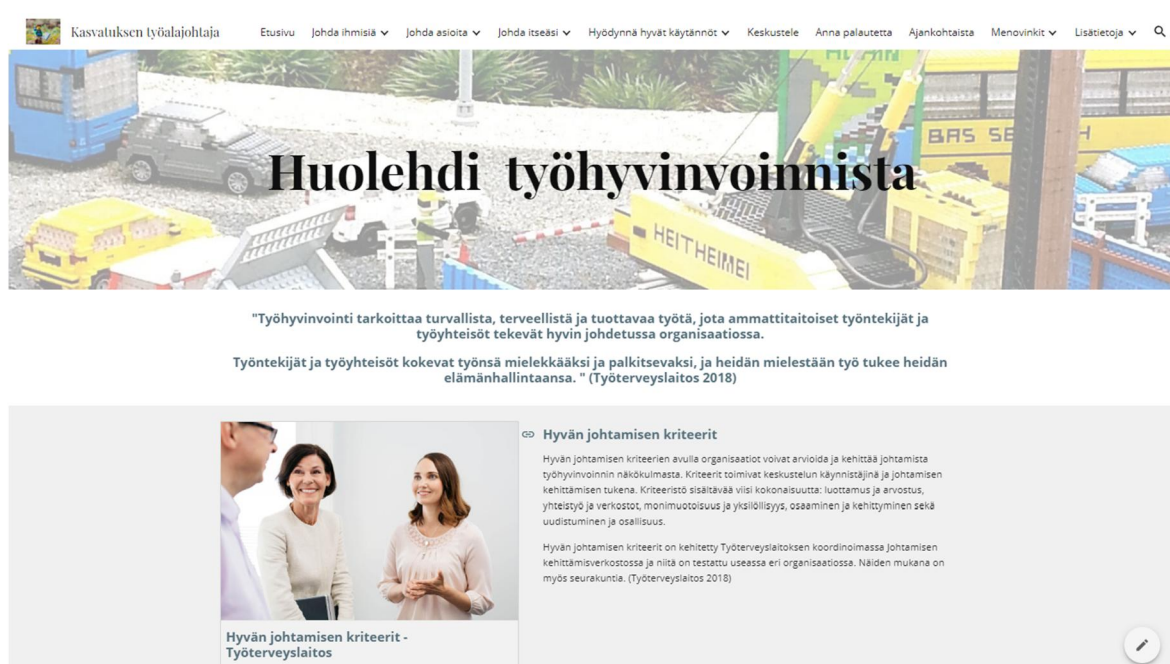 Kasvatuksen työalajohtaja
Etusivu Johda ihmisiä Johda asioita Johda itseäsi Hyödynnä hyvät käytännöt Keskustele Anna palautetta Ajankohtaista Menovinkit Lisätietoja
BAS
HEITHEIMEI
Huolehdi työhyvinvoinnista
"Työhyvinvointi tarkoittaa turvallista, terveellistä ja tuottavaa työtä, jota ammattitaitoiset työntekijät ja
työyhteisöt tekevät hyvin johdetussa organisaatiossa.
Työntekijät ja työyhteisöt kokevat työnsä mielekkääksi ja palkitsevaksi, ja heidän mielestään työ tukee heidän
elämänhallintaansa. " (Työterveyslaitos 2018)
Hyvän johtamisen kriteerit
Hyvän johtamisen kriteerien avulla organisaatiot voivat arvioida ja kehittää johtamista
työhyvinvoinnin näkökulmasta. Kriteerit toimivat keskustelun käynnistäjinä ja johtamisen
kehittämisen tukena. Kriteeristö sisältävää viisi kokonaisuutta: luottamus ja arvostus,
yhteistyö ja verkostot, monimuotoisuus ja yksilöllisyys, osaaminen ja kehittyminen sekä
uudistuminen ja osallisuus.
Hyvän johtamisen kriteerit on kehitetty Työterveyslaitoksen koordinoimassa Johtamisen
kehittämisverkostossa ja niitä on testattu useassa eri organisaatiossa. Näiden mukana on
myös seurakuntia. (Työterveyslaitos 2018)
Hyvän johtamisen kriteerit -
Työterveyslaitos